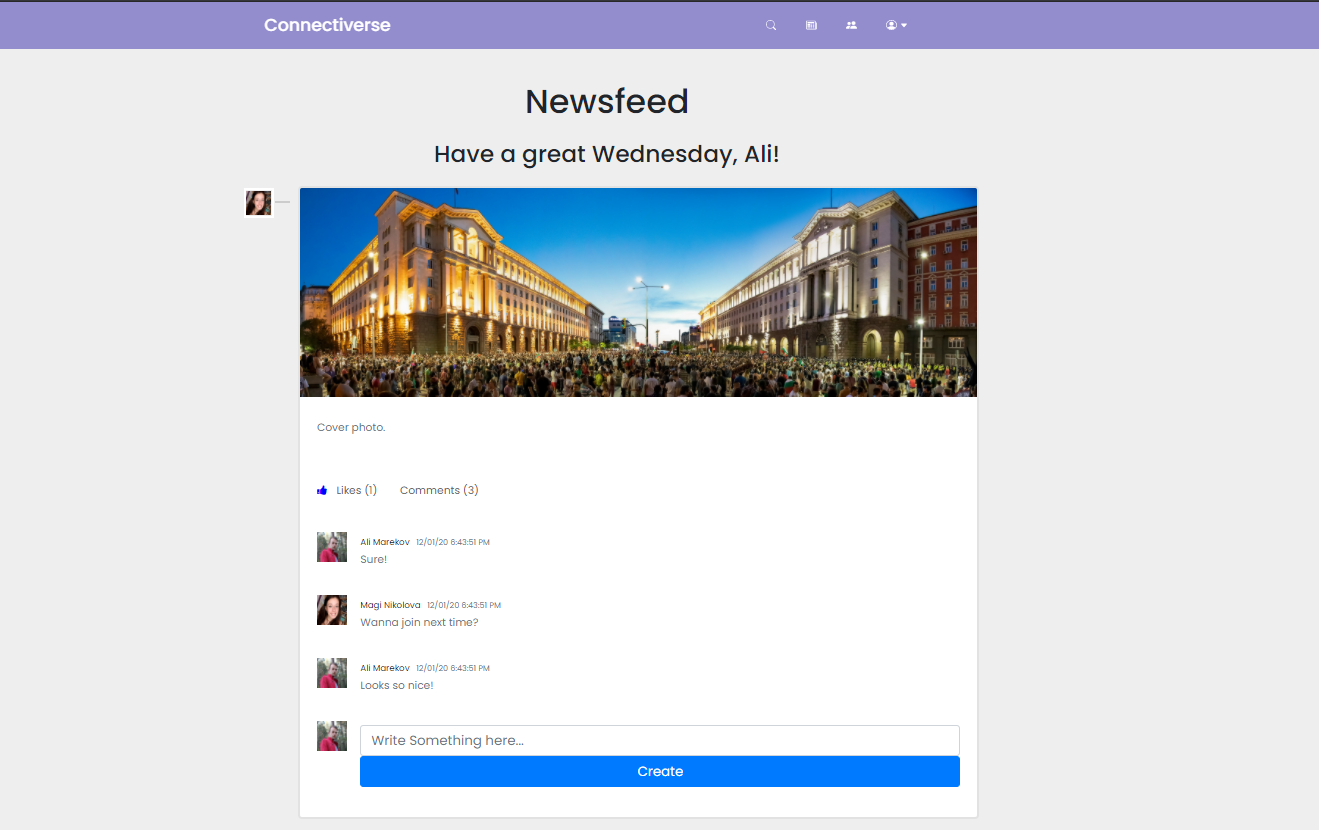 Connectiverse
Newsfeed
Have a great Wednesday, Ali!
Cover photo.
Likes (1) Comments (3)
Ali Marekov 12/01/20 6:43:51 PM
Sure!
Magi Nikolova 12/01/20 6:43:51 PM
Wanna join next time?
Ali Marekov 12/01/20 6:43:51 PM
Looks so nice!
Write Something here...
Create